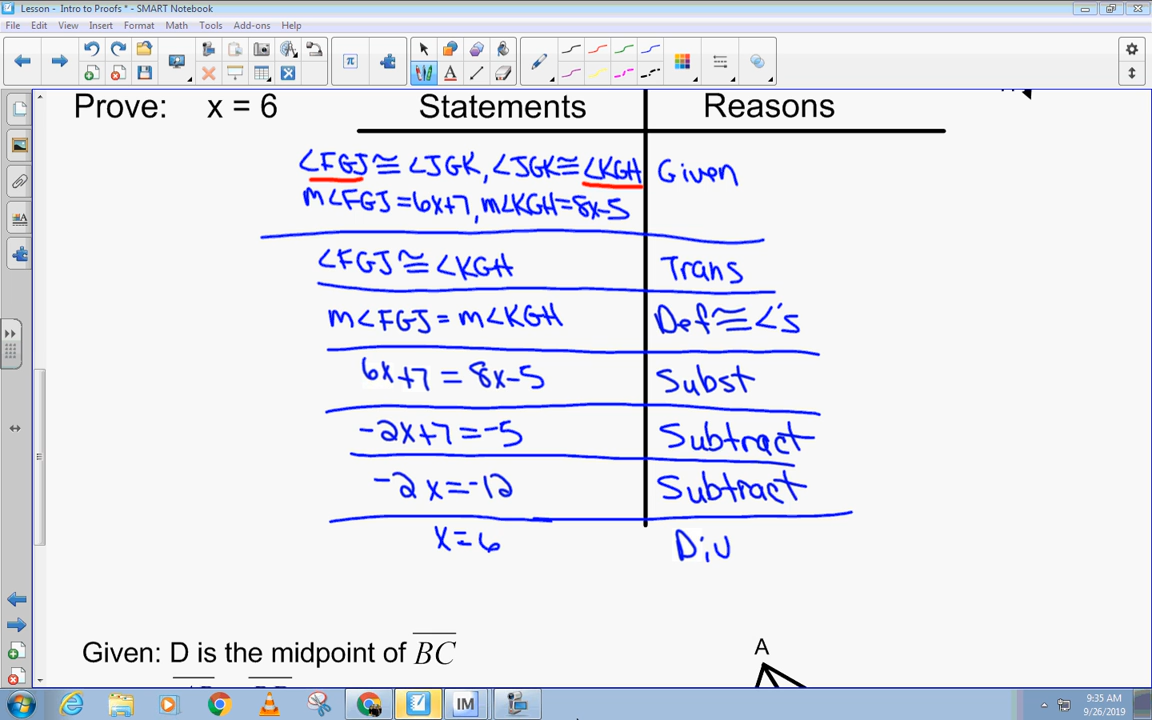 Lesson - Intro to Proofs * - SMART Notebook
File Edit View Insert Format Math Tools Add-ons Help
Prove: x = 6 Statements Reasons
∠FGJ ≅ ∠JGK, ∠JGK ≅ ∠KGH Given
m∠FGJ = 6x+7, m∠KGH = 8x-5
∠FGJ ≅ ∠KGH Trans
m∠FGJ = m∠KGH Def ≅ ∠'s
6x+7 = 8x-5 Subst
-2x+7 = -5 Subtract
-2x = -12 Subtract
x = 6 Div
Given: D is the midpoint of BC
A
IM
9:35 AM
9/26/2019